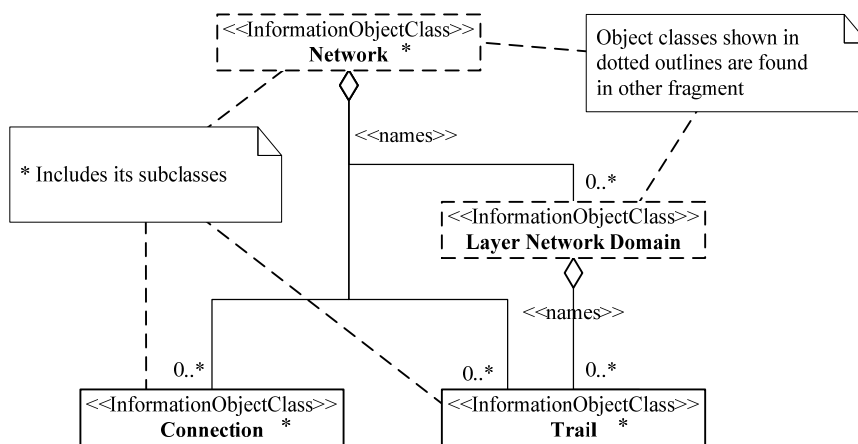 <<InformationObjectClass>>
Network *
Object classes shown in
dotted outlines are found
in other fragment
<<names>>
* Includes its subclasses
0..*
<<InformationObjectClass>>
Layer Network Domain
<<names>>
0..*
0..*
0..*
<<InformationObjectClass>>
Connection *
<<InformationObjectClass>>
Trail *